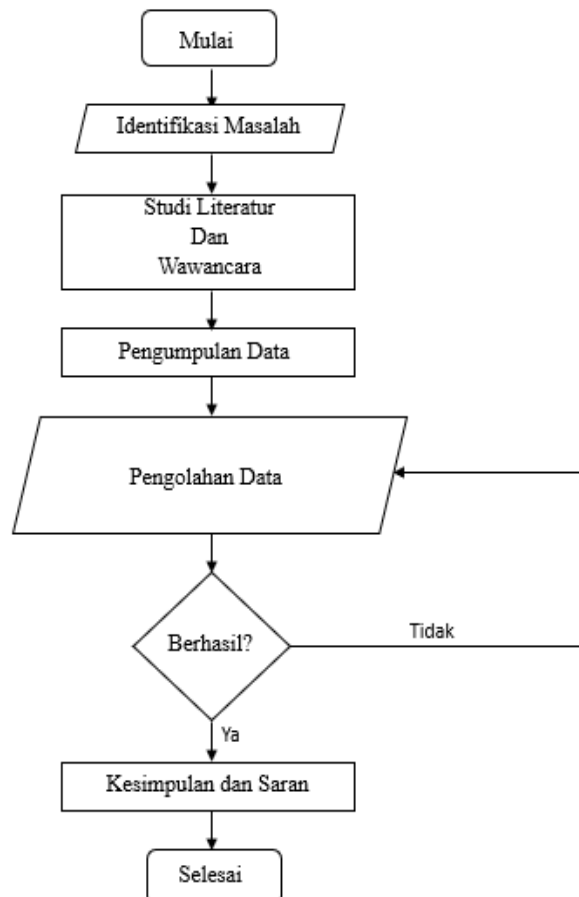 Mulai
Identifikasi Masalah
Studi Literatur
Dan
Wawancara
Pengumpulan Data
Pengolahan Data
Berhasil?
Tidak
Ya
Kesimpulan dan Saran
Selesai